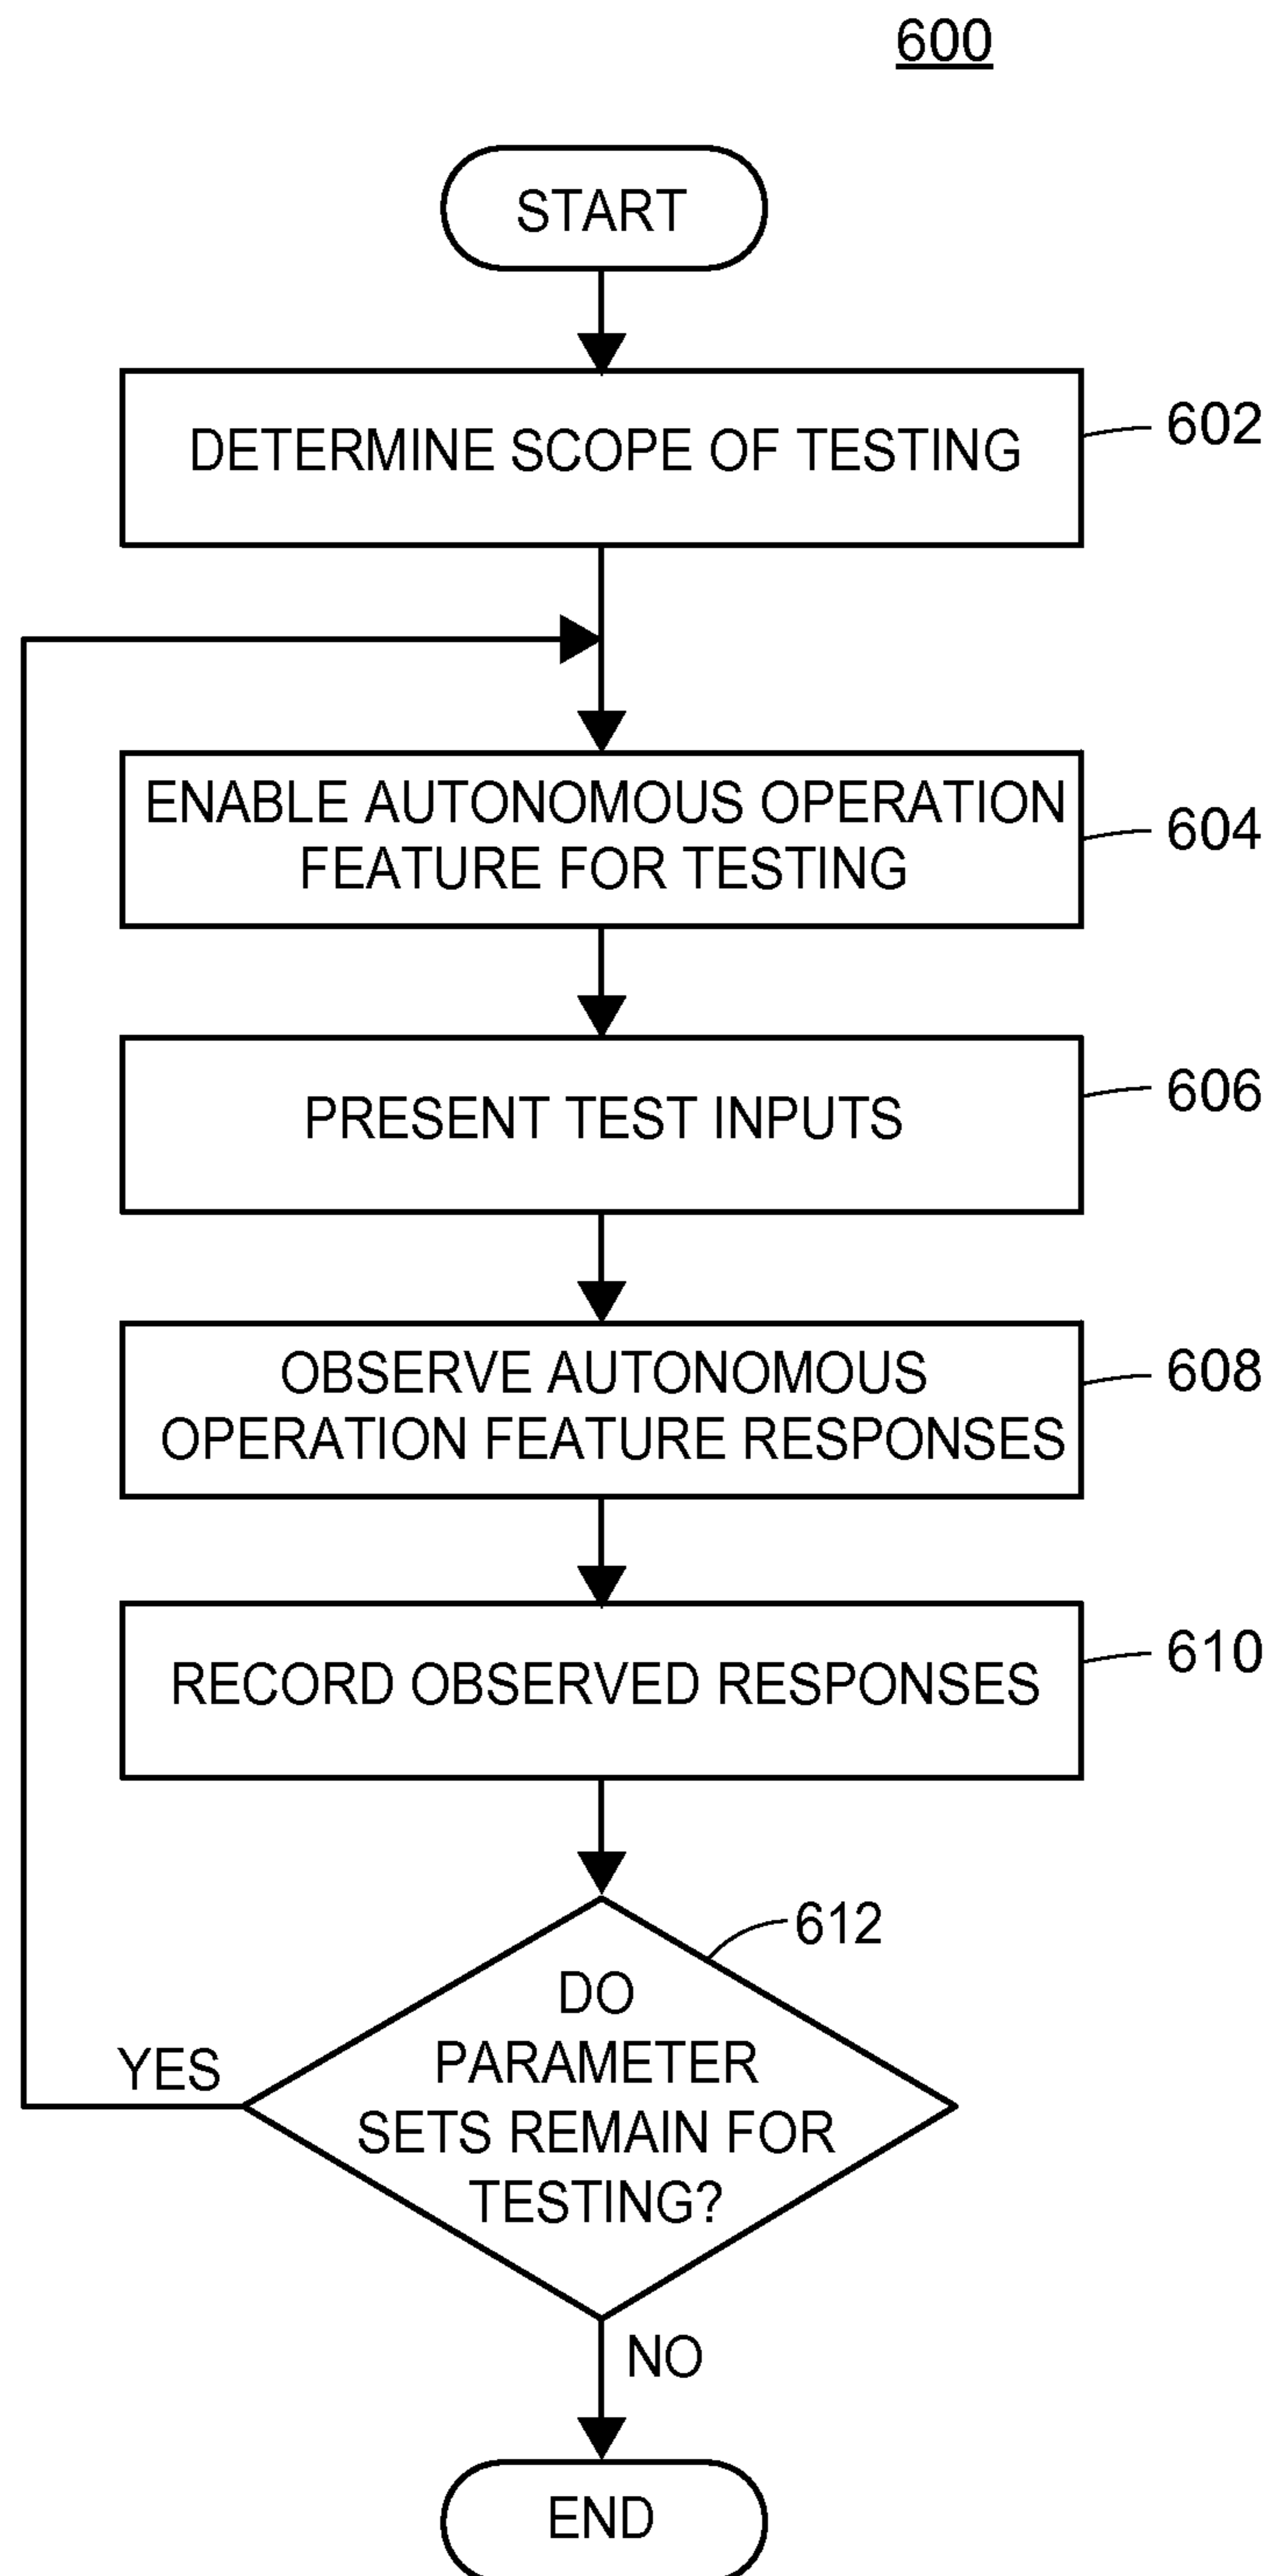 600
START
DETERMINE SCOPE OF TESTING
602
ENABLE AUTONOMOUS OPERATION
FEATURE FOR TESTING
604
PRESENT TEST INPUTS
606
OBSERVE AUTONOMOUS
OPERATION FEATURE RESPONSES
608
RECORD OBSERVED RESPONSES
610
612
DO
PARAMETER
SETS REMAIN FOR
TESTING?
YES
NO
END